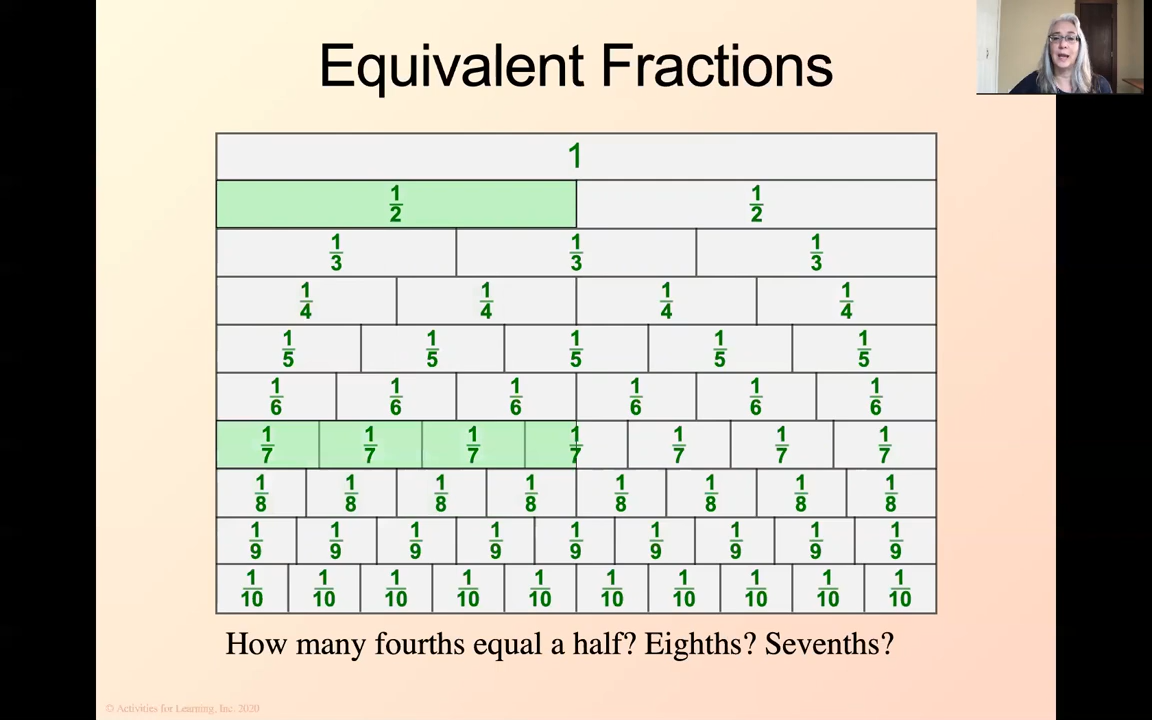 Equivalent Fractions
1
1/2 1/2
1/3 1/3 1/3
1/4 1/4 1/4 1/4
1/5 1/5 1/5 1/5 1/5
1/6 1/6 1/6 1/6 1/6 1/6
1/7 1/7 1/7 1/7 1/7 1/7 1/7
1/8 1/8 1/8 1/8 1/8 1/8 1/8 1/8
1/9 1/9 1/9 1/9 1/9 1/9 1/9 1/9 1/9
1/10 1/10 1/10 1/10 1/10 1/10 1/10 1/10 1/10 1/10
How many fourths equal a half? Eighths? Sevenths?
© Activities for Learning, Inc. 2020